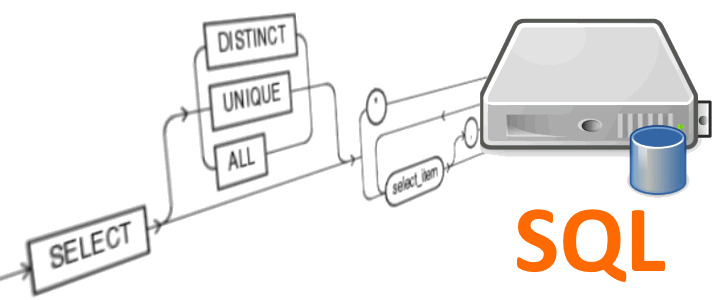 DISTINCT
UNIQUE
ALL
*
,
select_item
SELECT
SQL